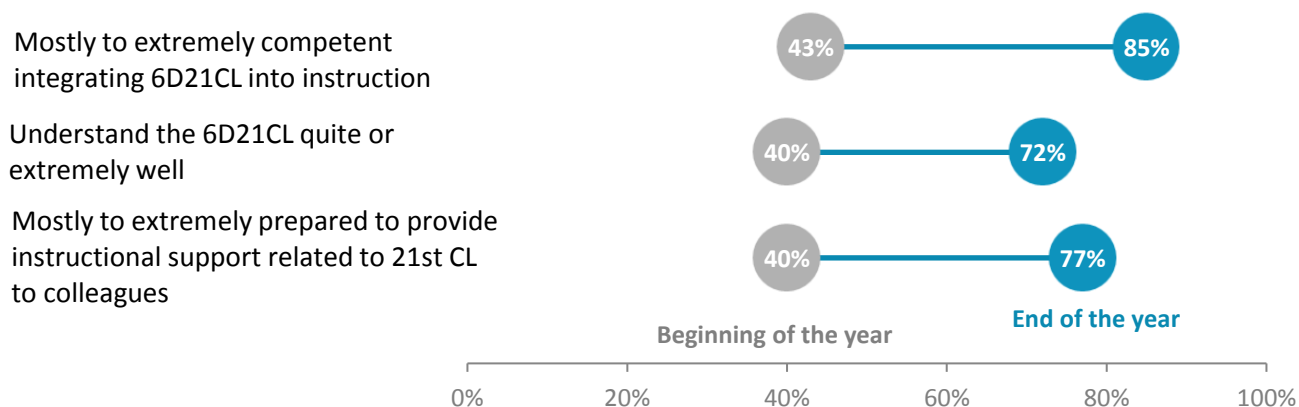 Mostly to extremely competent
integrating 6D21CL into instruction
43%
85%
Understand the 6D21CL quite or
extremely well
40%
72%
Mostly to extremely prepared to provide
instructional support related to 21st CL
to colleagues
40%
77%
Beginning of the year
End of the year
0%
20%
40%
60%
80%
100%